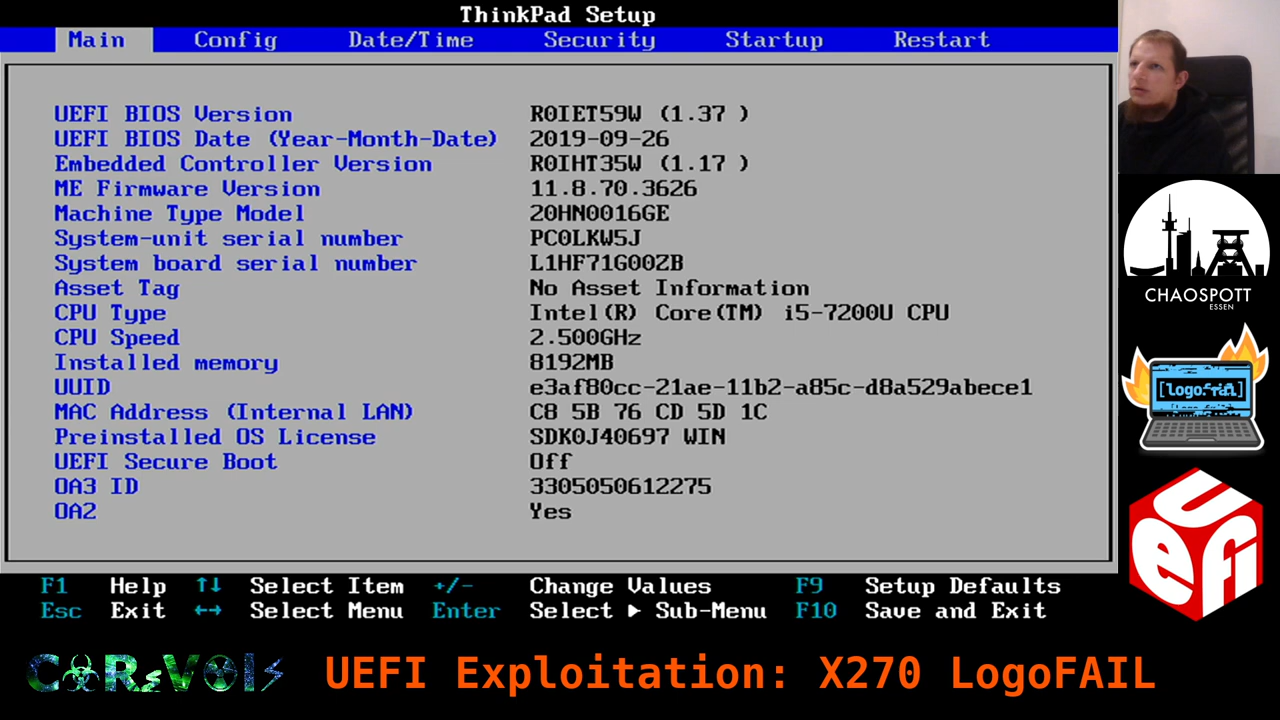 ThinkPad Setup
Main Config Date/Time Security Startup Restart
UEFI BIOS Version R0IET59W (1.37 )
UEFI BIOS Date (Year-Month-Date) 2019-09-26
Embedded Controller Version R0IHT35W (1.17 )
ME Firmware Version 11.8.70.3626
Machine Type Model 20HN0016GE
System-unit serial number PC0LKW5J
System board serial number L1HF71G00ZB
Asset Tag No Asset Information
CPU Type Intel(R) Core(TM) i5-7200U CPU
CPU Speed 2.500GHz
Installed memory 8192MB
UUID e3af80cc-21ae-11b2-a85c-d8a529abece1
MAC Address (Internal LAN) C8 5B 76 CD 5D 1C
Preinstalled OS License SDK0J40697 WIN
UEFI Secure Boot Off
OA3 ID 3305050612275
OA2 Yes
F1 Help ↑↓ Select Item +/- Change Values F9 Setup Defaults
Esc Exit ←→ Select Menu Enter Select ▶ Sub-Menu F10 Save and Exit
CHAOSPOTT
ESSEN
[logofail]
UEFI
UEFI Exploitation: X270 LogoFAIL